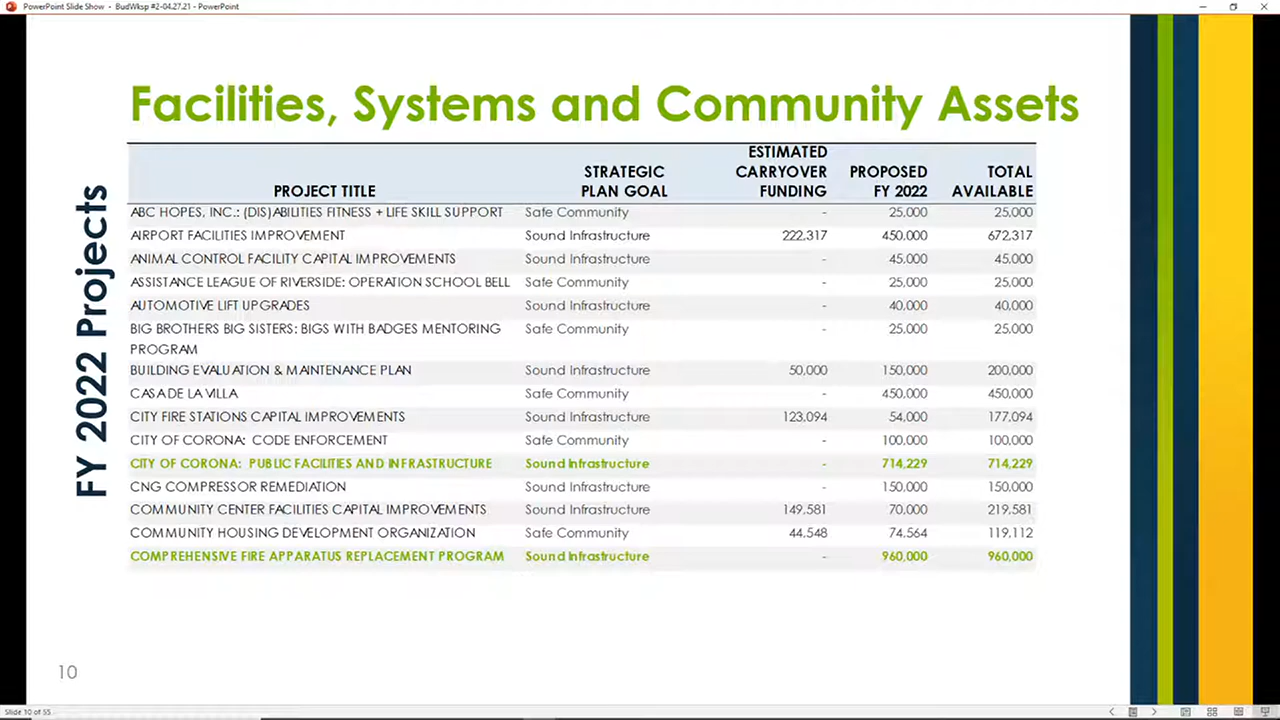 PowerPoint Slide Show - BudWksp #2-04.27.21 - PowerPoint
Facilities, Systems and Community Assets
FY 2022 Projects
PROJECT TITLE STRATEGIC PLAN GOAL ESTIMATED CARRYOVER FUNDING PROPOSED FY 2022 TOTAL AVAILABLE
ABC HOPES, INC.: (DIS)ABILITIES FITNESS + LIFE SKILL SUPPORT Safe Community - 25,000 25,000
AIRPORT FACILITIES IMPROVEMENT Sound Infrastructure 222,317 450,000 672,317
ANIMAL CONTROL FACILITY CAPITAL IMPROVEMENTS Sound Infrastructure - 45,000 45,000
ASSISTANCE LEAGUE OF RIVERSIDE: OPERATION SCHOOL BELL Safe Community - 25,000 25,000
AUTOMOTIVE LIFT UPGRADES Sound Infrastructure - 40,000 40,000
BIG BROTHERS BIG SISTERS: BIGS WITH BADGES MENTORING Safe Community - 25,000 25,000
PROGRAM
BUILDING EVALUATION & MAINTENANCE PLAN Sound Infrastructure 50,000 150,000 200,000
CASA DE LA VILLA Safe Community - 450,000 450,000
CITY FIRE STATIONS CAPITAL IMPROVEMENTS Sound Infrastructure 123,094 54,000 177,094
CITY OF CORONA: CODE ENFORCEMENT Safe Community - 100,000 100,000
CITY OF CORONA: PUBLIC FACILITIES AND INFRASTRUCTURE Sound Infrastructure - 714,229 714,229
CNG COMPRESSOR REMEDIATION Sound Infrastructure - 150,000 150,000
COMMUNITY CENTER FACILITIES CAPITAL IMPROVEMENTS Sound Infrastructure 149,581 70,000 219,581
COMMUNITY HOUSING DEVELOPMENT ORGANIZATION Safe Community 44,548 74,564 119,112
COMPREHENSIVE FIRE APPARATUS REPLACEMENT PROGRAM Sound Infrastructure - 960,000 960,000
10
Slide 10 of 55